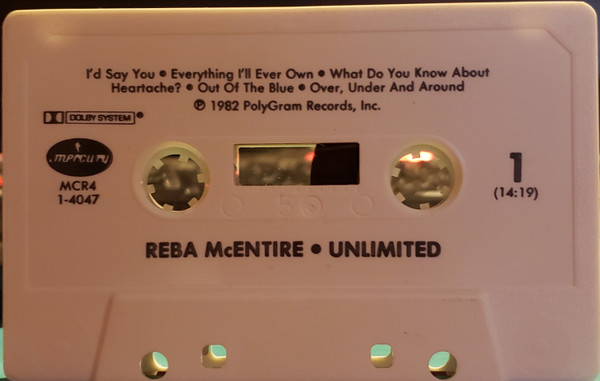 I'd Say You • Everything I'll Ever Own • What Do You Know About
Heartache? • Out Of The Blue • Over, Under And Around
℗ 1982 PolyGram Records, Inc.
DOLBY SYSTEM®
mercury
MCR4
1-4047
1
(14:19)
REBA McENTIRE • UNLIMITED